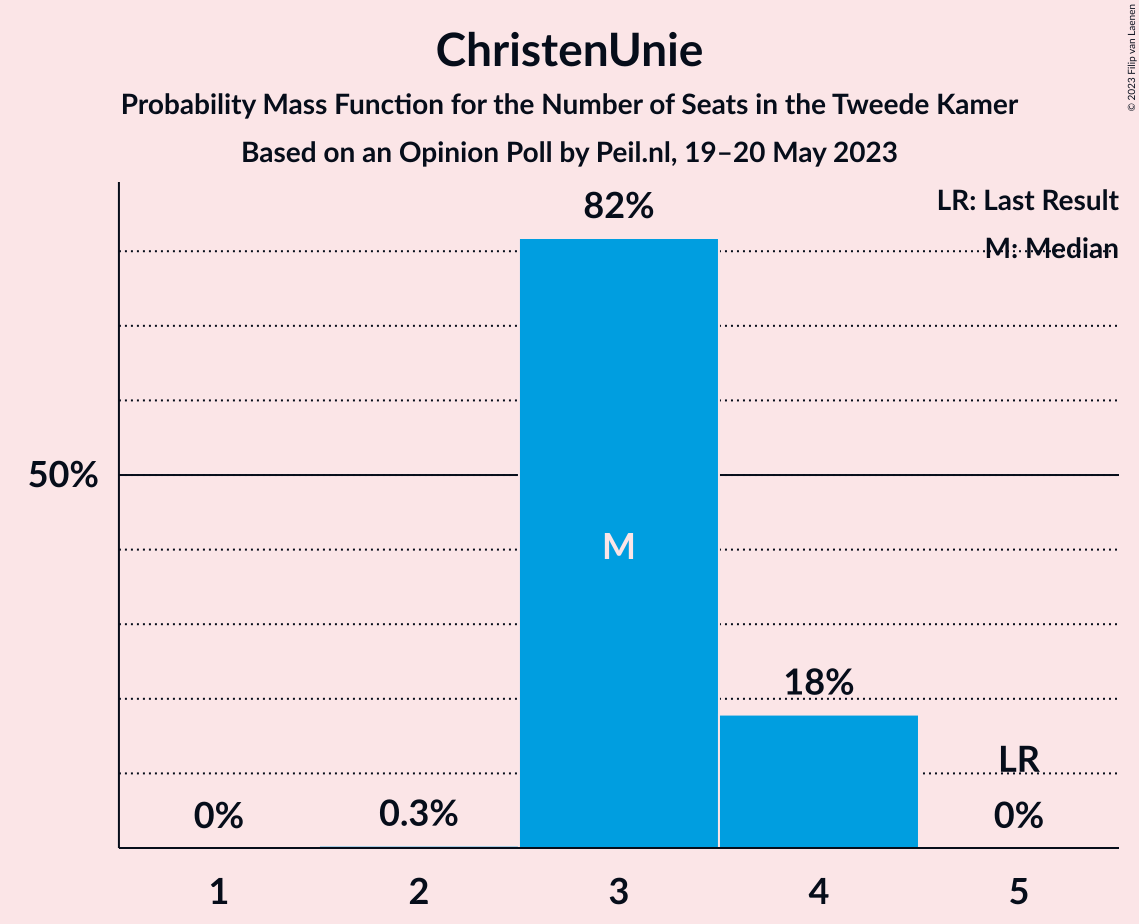 ChristenUnie
Probability Mass Function for the Number of Seats in the Tweede Kamer
Based on an Opinion Poll by Peil.nl, 19–20 May 2023
© 2023 Filip van Laenen
LR: Last Result
M: Median
82%
50%
M
18%
LR
0%
0.3%
0%
1
2
3
4
5